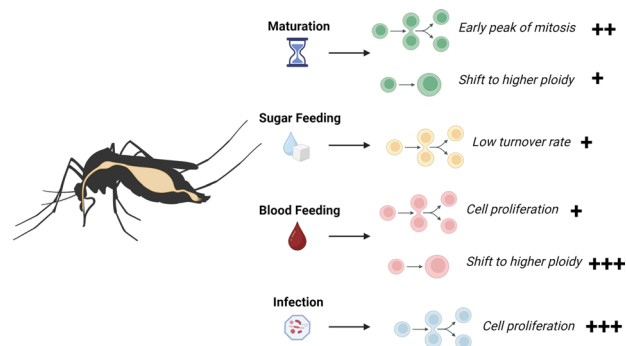 Maturation
Early peak of mitosis ++
Shift to higher ploidy +
Sugar Feeding
Low turnover rate +
Blood Feeding
Cell proliferation +
Shift to higher ploidy +++
Infection
Cell proliferation +++